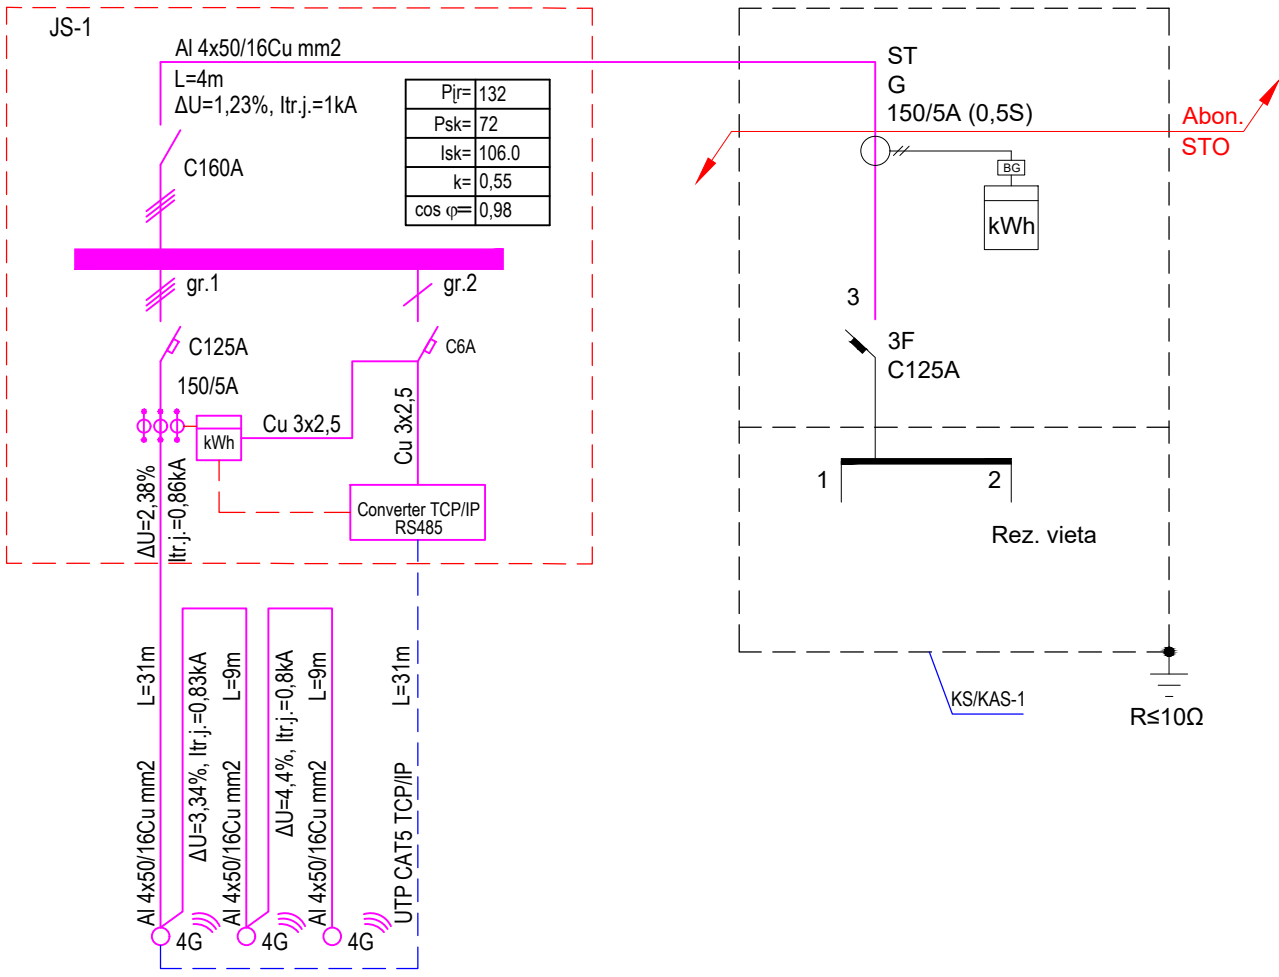 JS-1
Al 4x50/16Cu mm2
L=4m
ΔU=1,23%, Itr.j.=1kA
Pįr= 132
Psk= 72
Isk= 106.0
k= 0,55
cos φ= 0,98
C160A
gr.1
gr.2
C125A
C6A
150/5A
kWh
Cu 3x2,5
Cu 3x2,5
Converter TCP/IP
RS485
ΔU=2,38%
Itr.j.=0,86kA
L=31m
Al 4x50/16Cu mm2
ΔU=3,34%, Itr.j.=0,83kA
L=9m
Al 4x50/16Cu mm2
ΔU=4,4%, Itr.j.=0,8kA
L=9m
Al 4x50/16Cu mm2
L=31m
UTP CAT5 TCP/IP
4G
4G
4G
ST
G
150/5A (0,5S)
Abon.
STO
BG
kWh
3
3F
C125A
1
2
Rez. vieta
KS/KAS-1
R≤10Ω